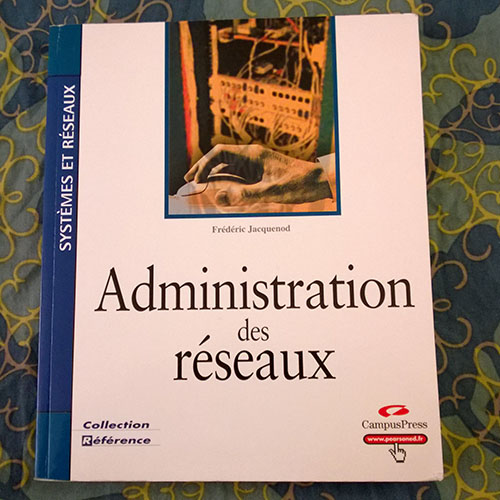 SYSTÈMES ET RÉSEAUX
Frédéric Jacquenod
Administration
des
réseaux
Collection
Référence
CampusPress
www.pearsoned.fr